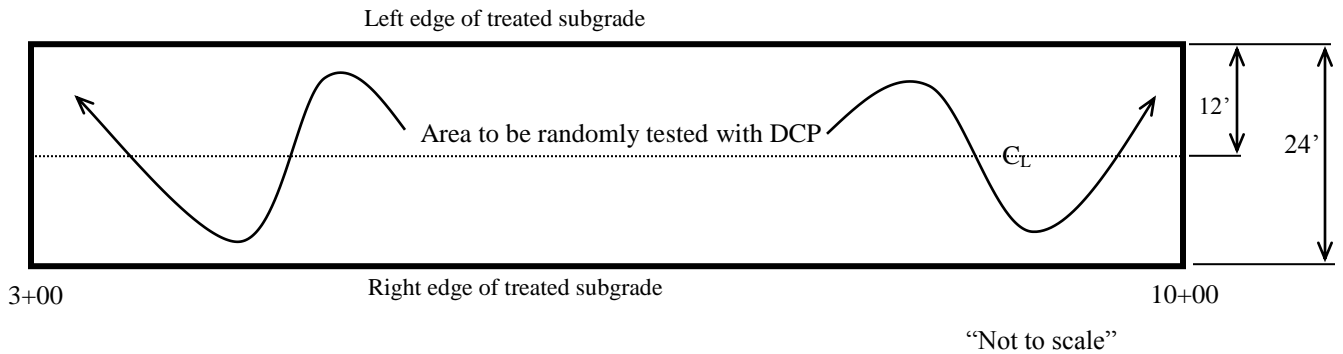 Left edge of treated subgrade
12’
Area to be randomly tested with DCP
24’
CL
Right edge of treated subgrade
3+00
10+00
“Not to scale”